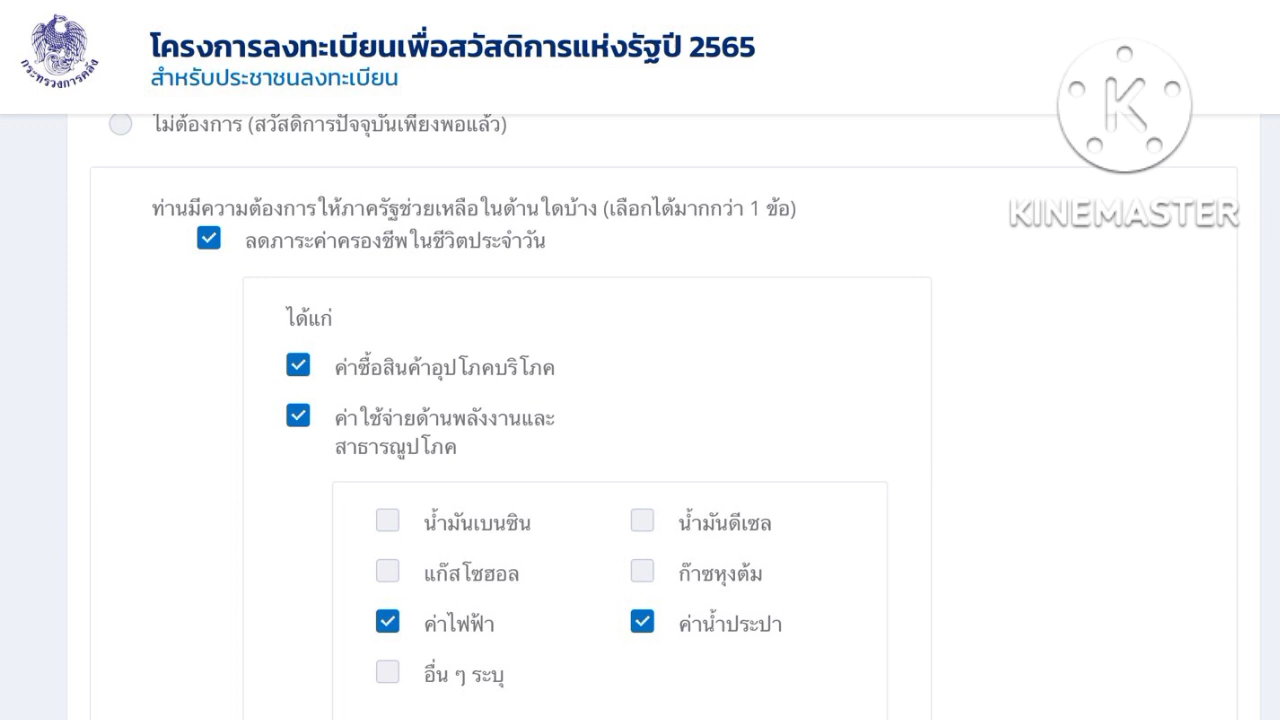 โครงการลงทะเบียนเพื่อสวัสดิการแห่งรัฐปี 2565
สำหรับประชาชนลงทะเบียน
กระทรวงการคลัง
K
KINEMASTER
ไม่ต้องการ (สวัสดิการปัจจุบันเพียงพอแล้ว)
ท่านมีความต้องการให้ภาครัฐช่วยเหลือในด้านใดบ้าง (เลือกได้มากกว่า 1 ข้อ)
ลดภาระค่าครองชีพในชีวิตประจำวัน
ได้แก่
ค่าซื้อสินค้าอุปโภคบริโภค
ค่าใช้จ่ายด้านพลังงานและ
สาธารณูปโภค
น้ำมันเบนซิน
น้ำมันดีเซล
แก๊สโซฮอล
ก๊าซหุงต้ม
ค่าไฟฟ้า
ค่าน้ำประปา
อื่น ๆ ระบุ